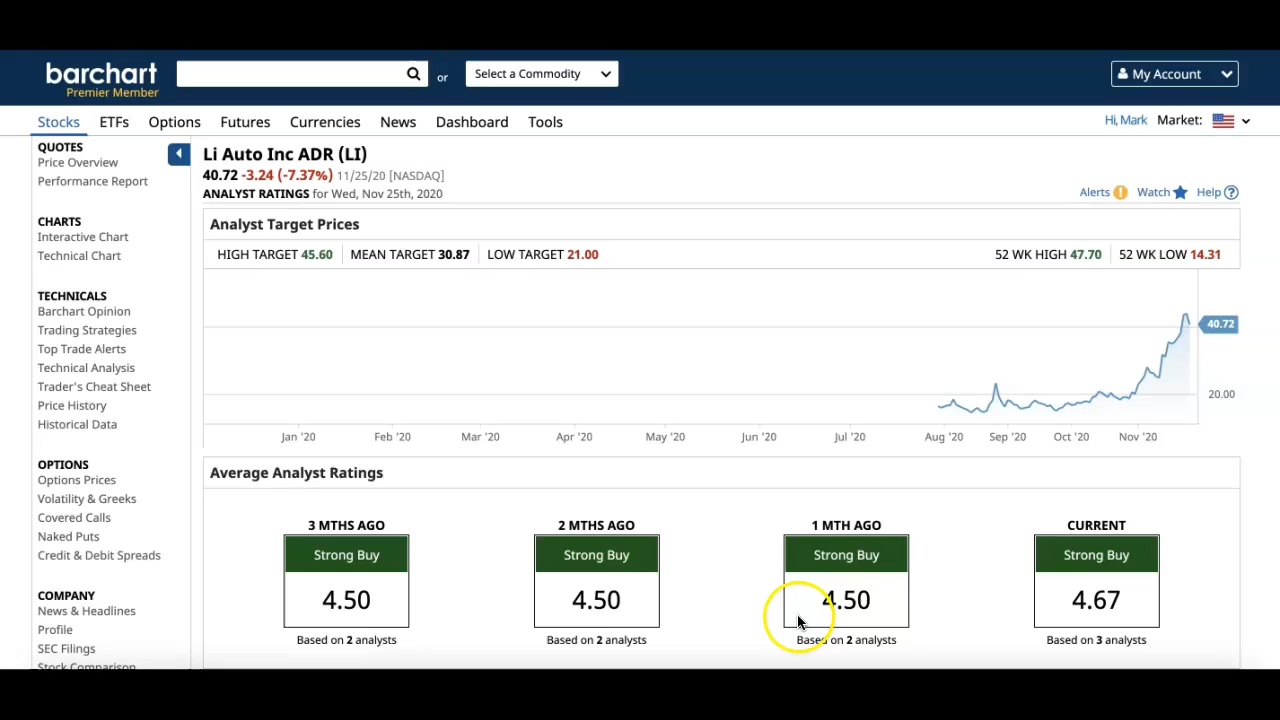 barchart
Premier Member
or
Select a Commodity
My Account
Stocks
ETFs
Options
Futures
Currencies
News
Dashboard
Tools
Hi, Mark
Market:
QUOTES
Price Overview
Performance Report
CHARTS
Interactive Chart
Technical Chart
TECHNICALS
Barchart Opinion
Trading Strategies
Top Trade Alerts
Technical Analysis
Trader's Cheat Sheet
Price History
Historical Data
OPTIONS
Options Prices
Volatility & Greeks
Covered Calls
Naked Puts
Credit & Debit Spreads
COMPANY
News & Headlines
Profile
SEC Filings
Stock Comparison
Li Auto Inc ADR (LI)
40.72 -3.24 (-7.37%) 11/25/20 [NASDAQ]
ANALYST RATINGS for Wed, Nov 25th, 2020
Alerts
Watch
Help
Analyst Target Prices
HIGH TARGET 45.60
MEAN TARGET 30.87
LOW TARGET 21.00
52 WK HIGH 47.70
52 WK LOW 14.31
40.72
20.00
Jan '20
Feb '20
Mar '20
Apr '20
May '20
Jun '20
Jul '20
Aug '20
Sep '20
Oct '20
Nov '20
Average Analyst Ratings
3 MTHS AGO
Strong Buy
4.50
Based on 2 analysts
2 MTHS AGO
Strong Buy
4.50
Based on 2 analysts
1 MTH AGO
Strong Buy
4.50
Based on 2 analysts
CURRENT
Strong Buy
4.67
Based on 3 analysts